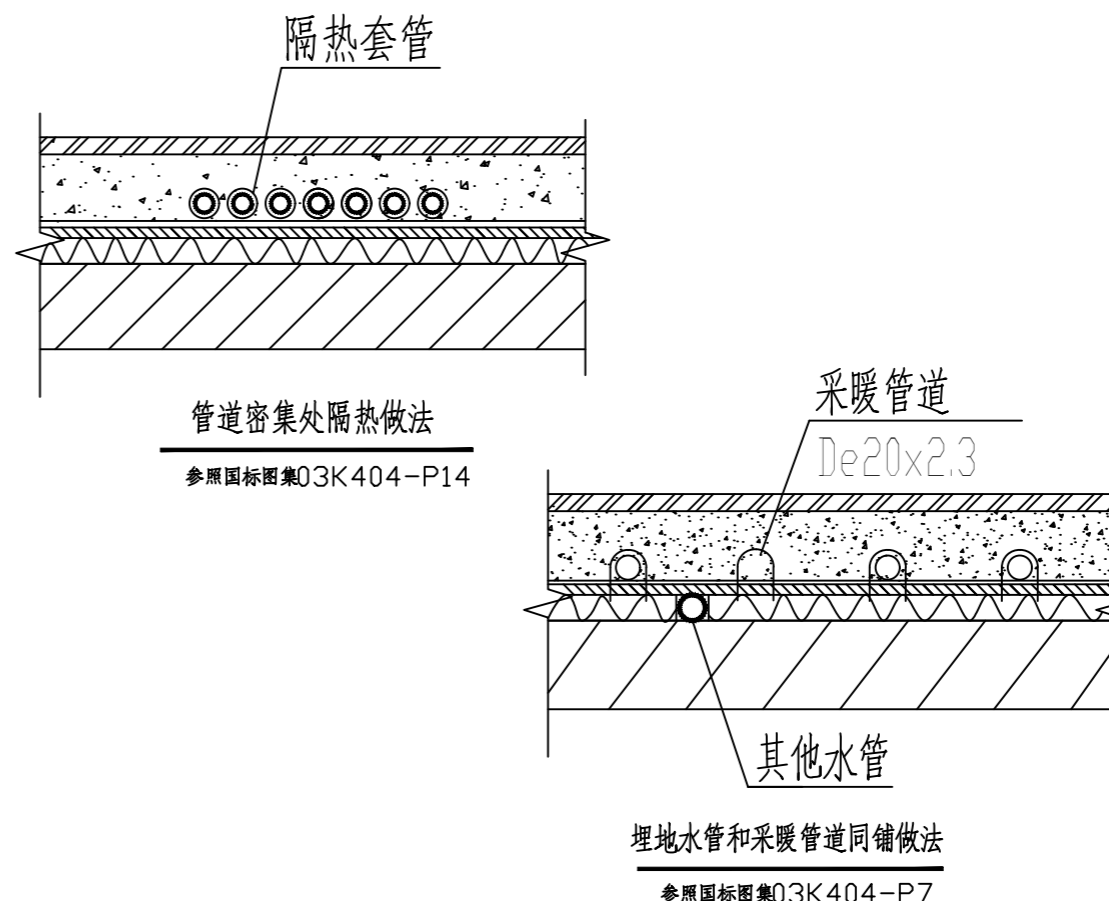 隔热套管
管道密集处隔热做法
参照国标图集03K404-P14
采暖管道
De20x2.3
其他水管
埋地水管和采暖管道同铺做法
参照国标图集03K404-P7